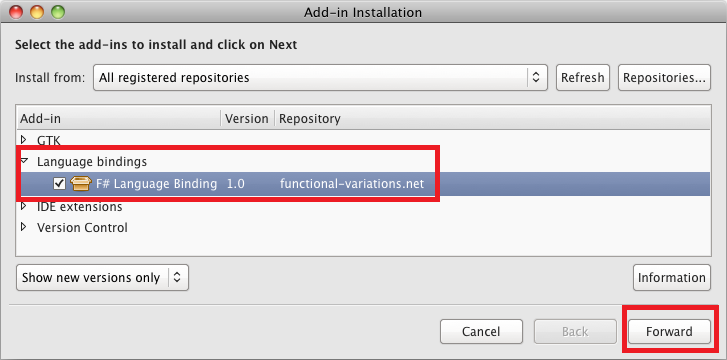 Add-in Installation
Select the add-ins to install and click on Next
Install from: All registered repositories Refresh Repositories...
Add-in Version Repository
GTK
Language bindings
F# Language Binding 1.0 functional-variations.net
IDE extensions
Version Control
Show new versions only Information
Cancel Back Forward